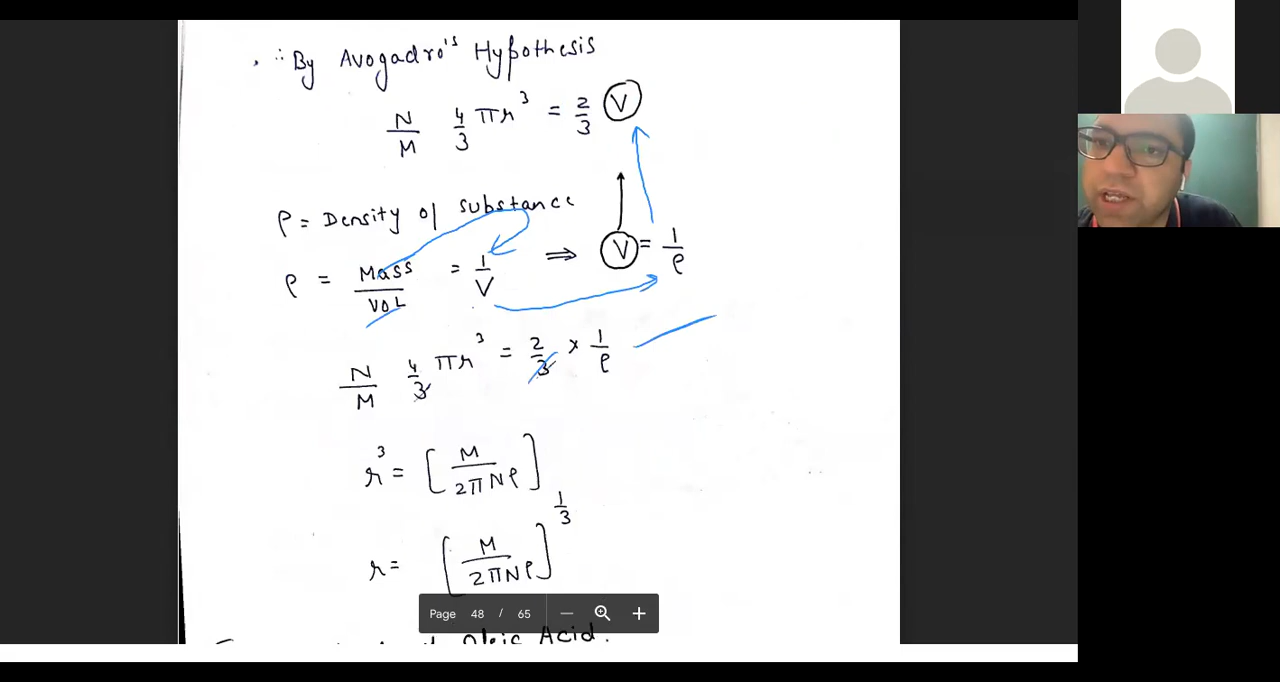 ∴ By Avogadro's Hypothesis
N/M 4/3 πr³ = 2/3 V
ρ = Density of substance
ρ = Mass/VOL = 1/V ⇒ V = 1/ρ
N/M 4/3 πr³ = 2/3 × 1/ρ
r³ = [M/2πNρ]
r = [M/2πNρ]^1/3
Page 48 / 65 — +
Oleic Acid.